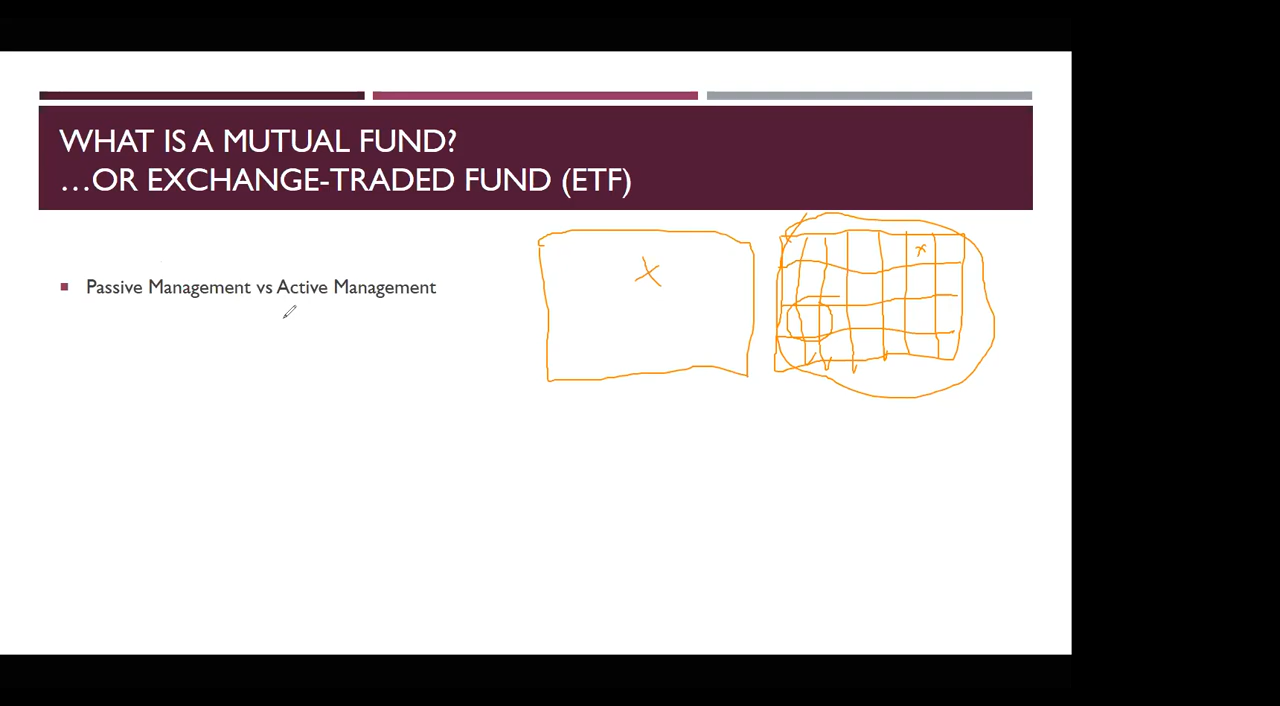 WHAT IS A MUTUAL FUND?
...OR EXCHANGE-TRADED FUND (ETF)
Passive Management vs Active Management
x
x